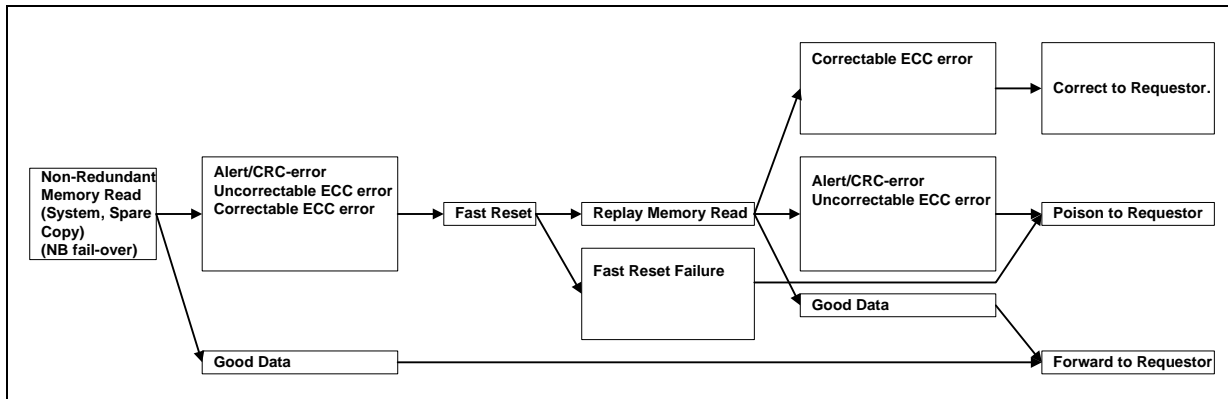 Non-Redundant
Memory Read
(System, Spare
Copy)
(NB fail-over)
Alert/CRC-error
Uncorrectable ECC error
Correctable ECC error
Good Data
Fast Reset
Replay Memory Read
Fast Reset Failure
Correctable ECC error
Alert/CRC-error
Uncorrectable ECC error
Good Data
Correct to Requestor.
Poison to Requestor
Forward to Requestor